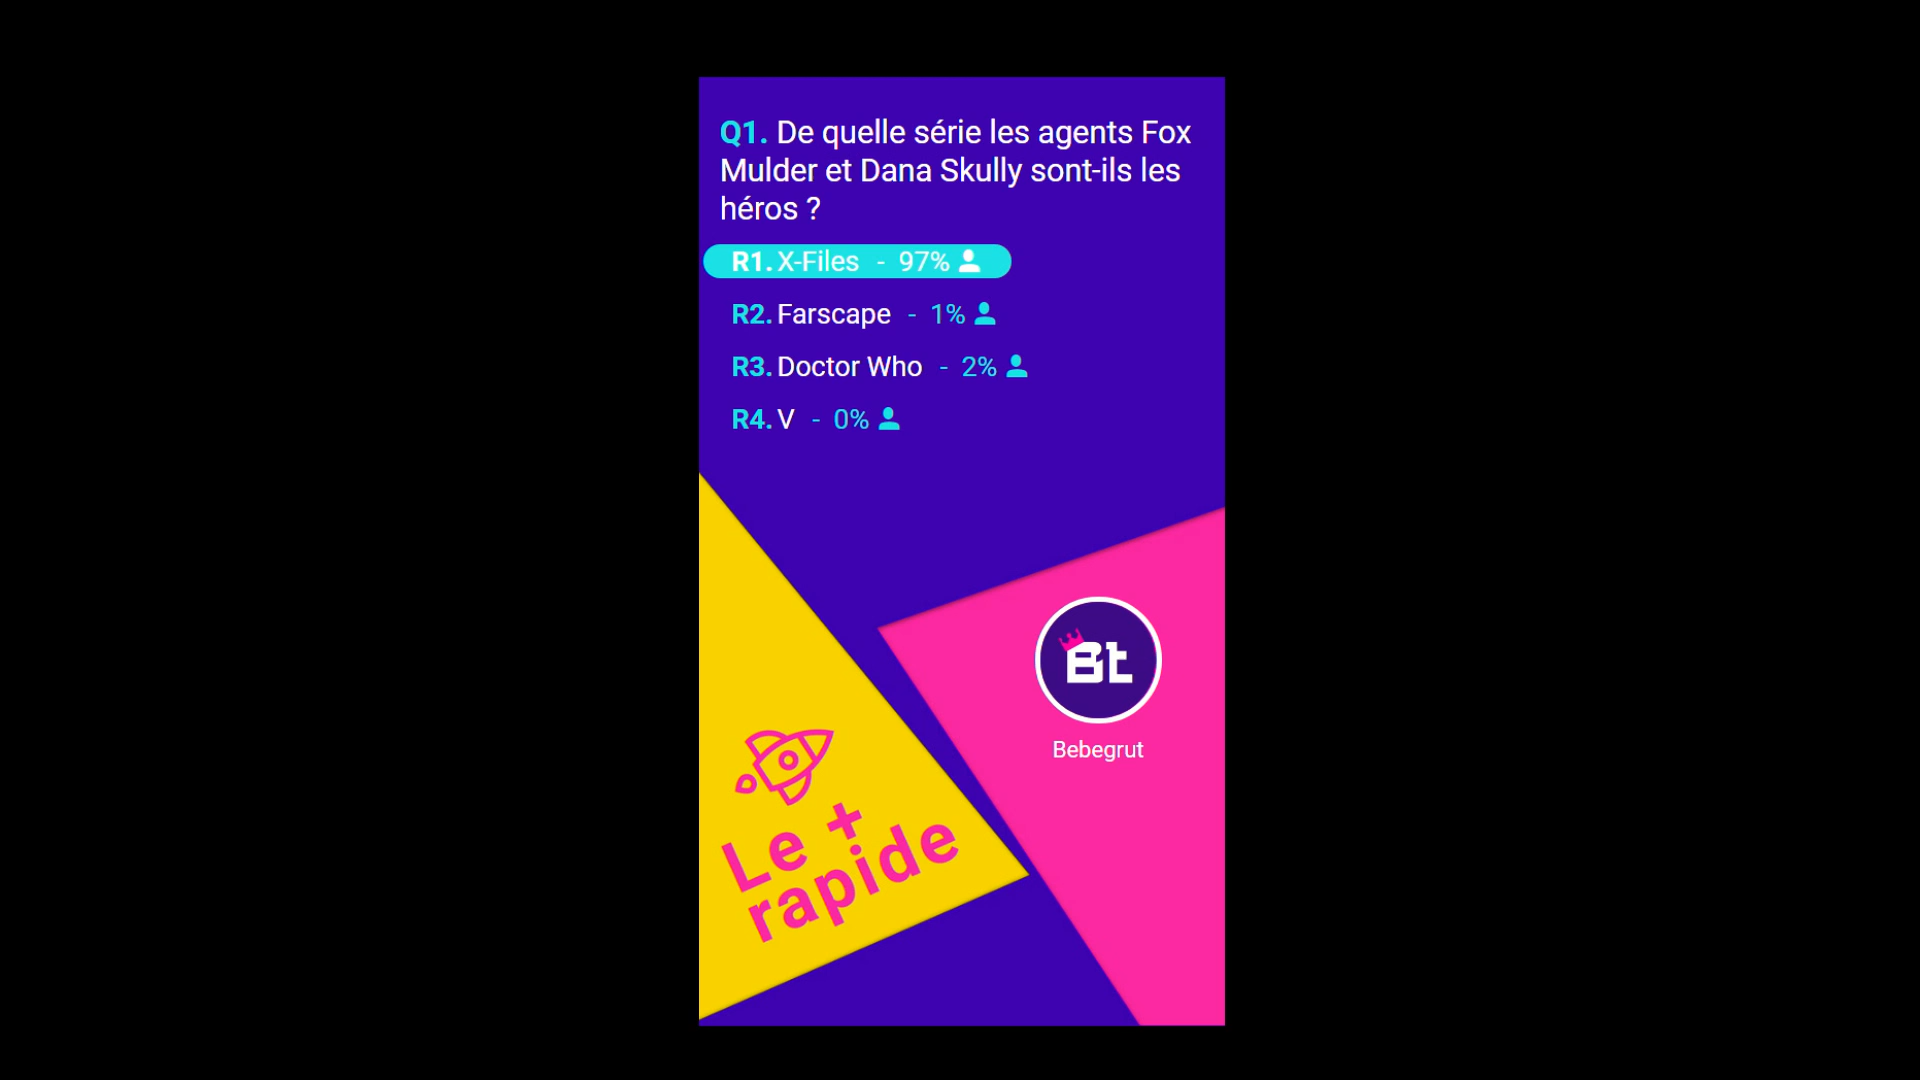 Q1. De quelle série les agents Fox
Mulder et Dana Skully sont-ils les
héros ?
R1. X-Files - 97%
R2. Farscape - 1%
R3. Doctor Who - 2%
R4. V - 0%
Bt
Bebegrut
Le +
rapide